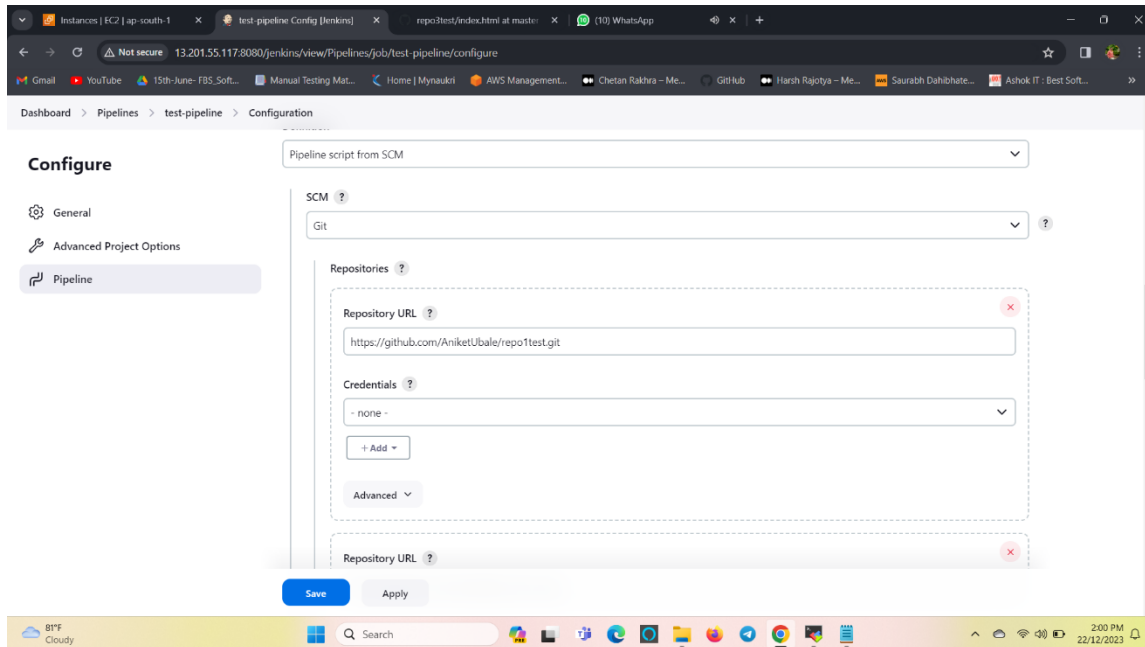 Instances | EC2 | ap-south-1
test-pipeline Config [Jenkins]
repo3test/index.html at master
(10) WhatsApp
Not secure 13.201.55.117:8080/jenkins/view/Pipelines/job/test-pipeline/configure
Gmail YouTube 15th-June- FBS_Soft... Manual Testing Mat... Home | Mynaukri AWS Management... Chetan Rakhra – Me... GitHub Harsh Rajotya – Me... Saurabh Dahibhate... Ashok IT : Best Soft... »
Dashboard > Pipelines > test-pipeline > Configuration
Configure
General
Advanced Project Options
Pipeline
Pipeline script from SCM
SCM ?
Git
?
Repositories ?
Repository URL ?
https://github.com/AniketUbale/repo1test.git
Credentials ?
- none -
+ Add
Advanced
Repository URL ?
Save Apply
81°F
Cloudy
Search
2:00 PM
22/12/2023